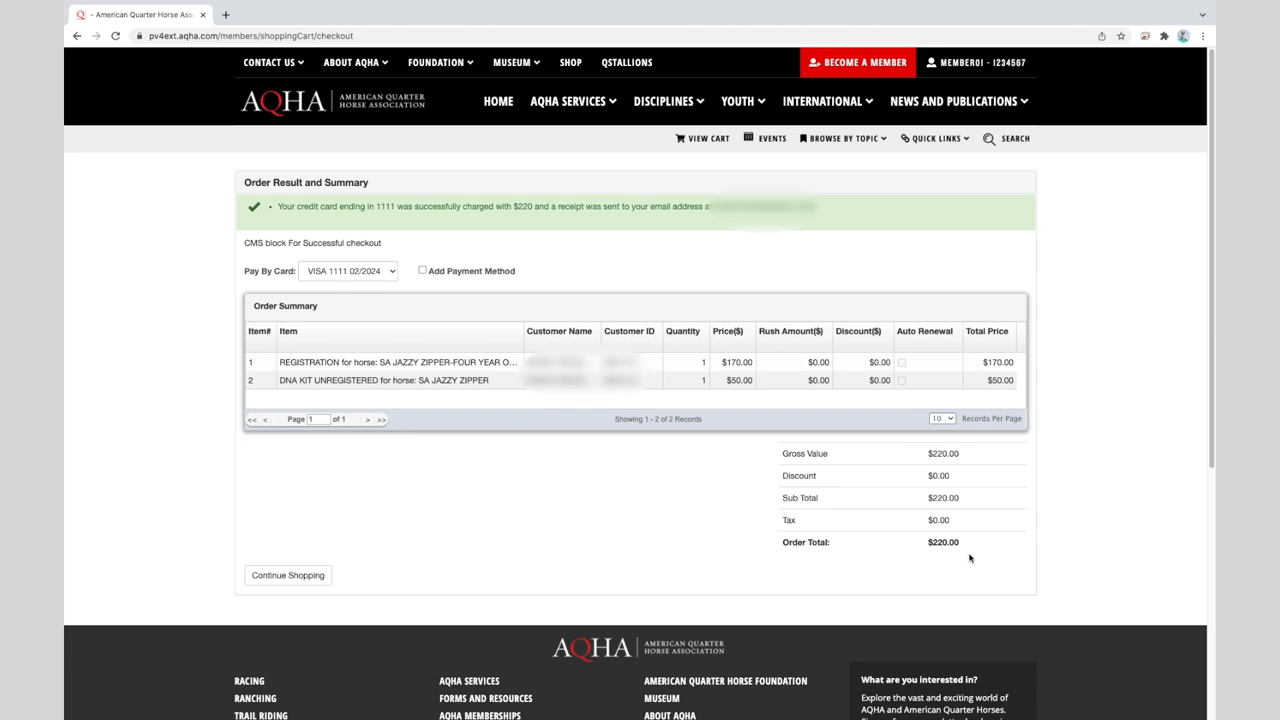 - American Quarter Horse Ass
pv4ext.aqha.com/members/shoppingCart/checkout
CONTACT US ABOUT AQHA FOUNDATION MUSEUM SHOP QSTALLIONS BECOME A MEMBER MEMBER01 - 1234567
AQHA AMERICAN QUARTER HORSE ASSOCIATION HOME AQHA SERVICES DISCIPLINES YOUTH INTERNATIONAL NEWS AND PUBLICATIONS
VIEW CART EVENTS BROWSE BY TOPIC QUICK LINKS SEARCH
Order Result and Summary
• Your credit card ending in 1111 was successfully charged with $220 and a receipt was sent to your email address
CMS block For Successful checkout
Pay By Card: VISA 1111 02/2024 Add Payment Method
Order Summary
Item# Item Customer Name Customer ID Quantity Price($) Rush Amount($) Discount($) Auto Renewal Total Price
1 REGISTRATION for horse: SA JAZZY ZIPPER-FOUR YEAR O... 1 $170.00 $0.00 $0.00 $170.00
2 DNA KIT UNREGISTERED for horse: SA JAZZY ZIPPER 1 $50.00 $0.00 $0.00 $50.00
<< < Page 1 of 1 > >> Showing 1 - 2 of 2 Records 10 Records Per Page
Gross Value $220.00
Discount $0.00
Sub Total $220.00
Tax $0.00
Order Total: $220.00
Continue Shopping
AQHA AMERICAN QUARTER HORSE ASSOCIATION
RACING AQHA SERVICES AMERICAN QUARTER HORSE FOUNDATION What are you interested in?
RANCHING FORMS AND RESOURCES MUSEUM Explore the vast and exciting world of
TRAIL RIDING AQHA MEMBERSHIPS ABOUT AQHA AQHA and American Quarter Horses.